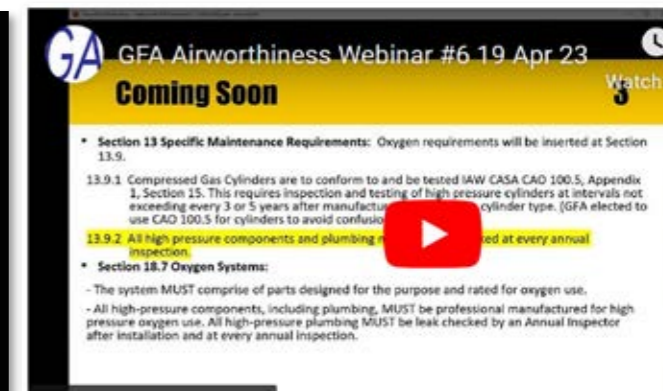 GA GFA Airworthiness Webinar #6 19 Apr 23
Watch
Coming Soon 3
• Section 13 Specific Maintenance Requirements: Oxygen requirements will be inserted at Section
13.9.
13.9.1 Compressed Gas Cylinders are to conform to and be tested IAW CASA CAO 100.5, Appendix
1, Section 15. This requires inspection and testing of high pressure cylinders at intervals not
exceeding every 3 or 5 years after manufactu cylinder type. (GFA elected to
use CAO 100.5 for cylinders to avoid confusio
13.9.2 All high pressure components and plumbing ked at every annual
inspection.
• Section 18.7 Oxygen Systems:
- The system MUST comprise of parts designed for the purpose and rated for oxygen use.
- All high-pressure components, including plumbing, MUST be professional manufactured for high
pressure oxygen use. All high-pressure plumbing MUST be leak checked by an Annual Inspector
after installation and at every annual inspection.